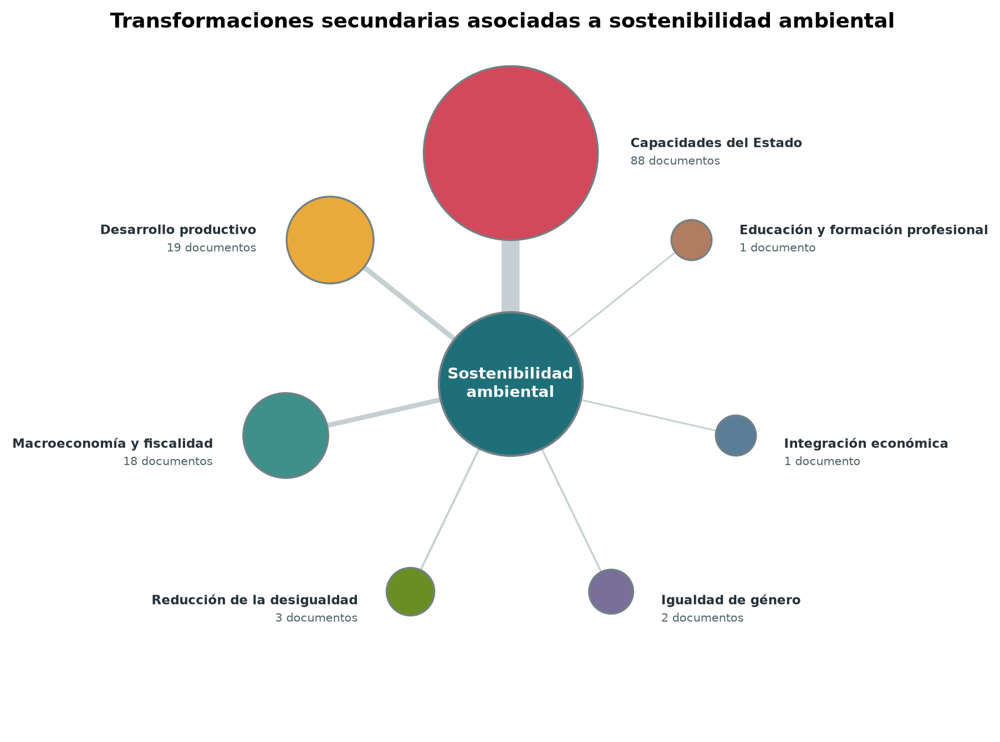 Transformaciones secundarias asociadas a sostenibilidad ambiental
Capacidades del Estado
88 documentos
Desarrollo productivo
19 documentos
Educación y formación profesional
1 documento
Sostenibilidad
ambiental
Macroeconomía y fiscalidad
18 documentos
Integración económica
1 documento
Reducción de la desigualdad
3 documentos
Igualdad de género
2 documentos